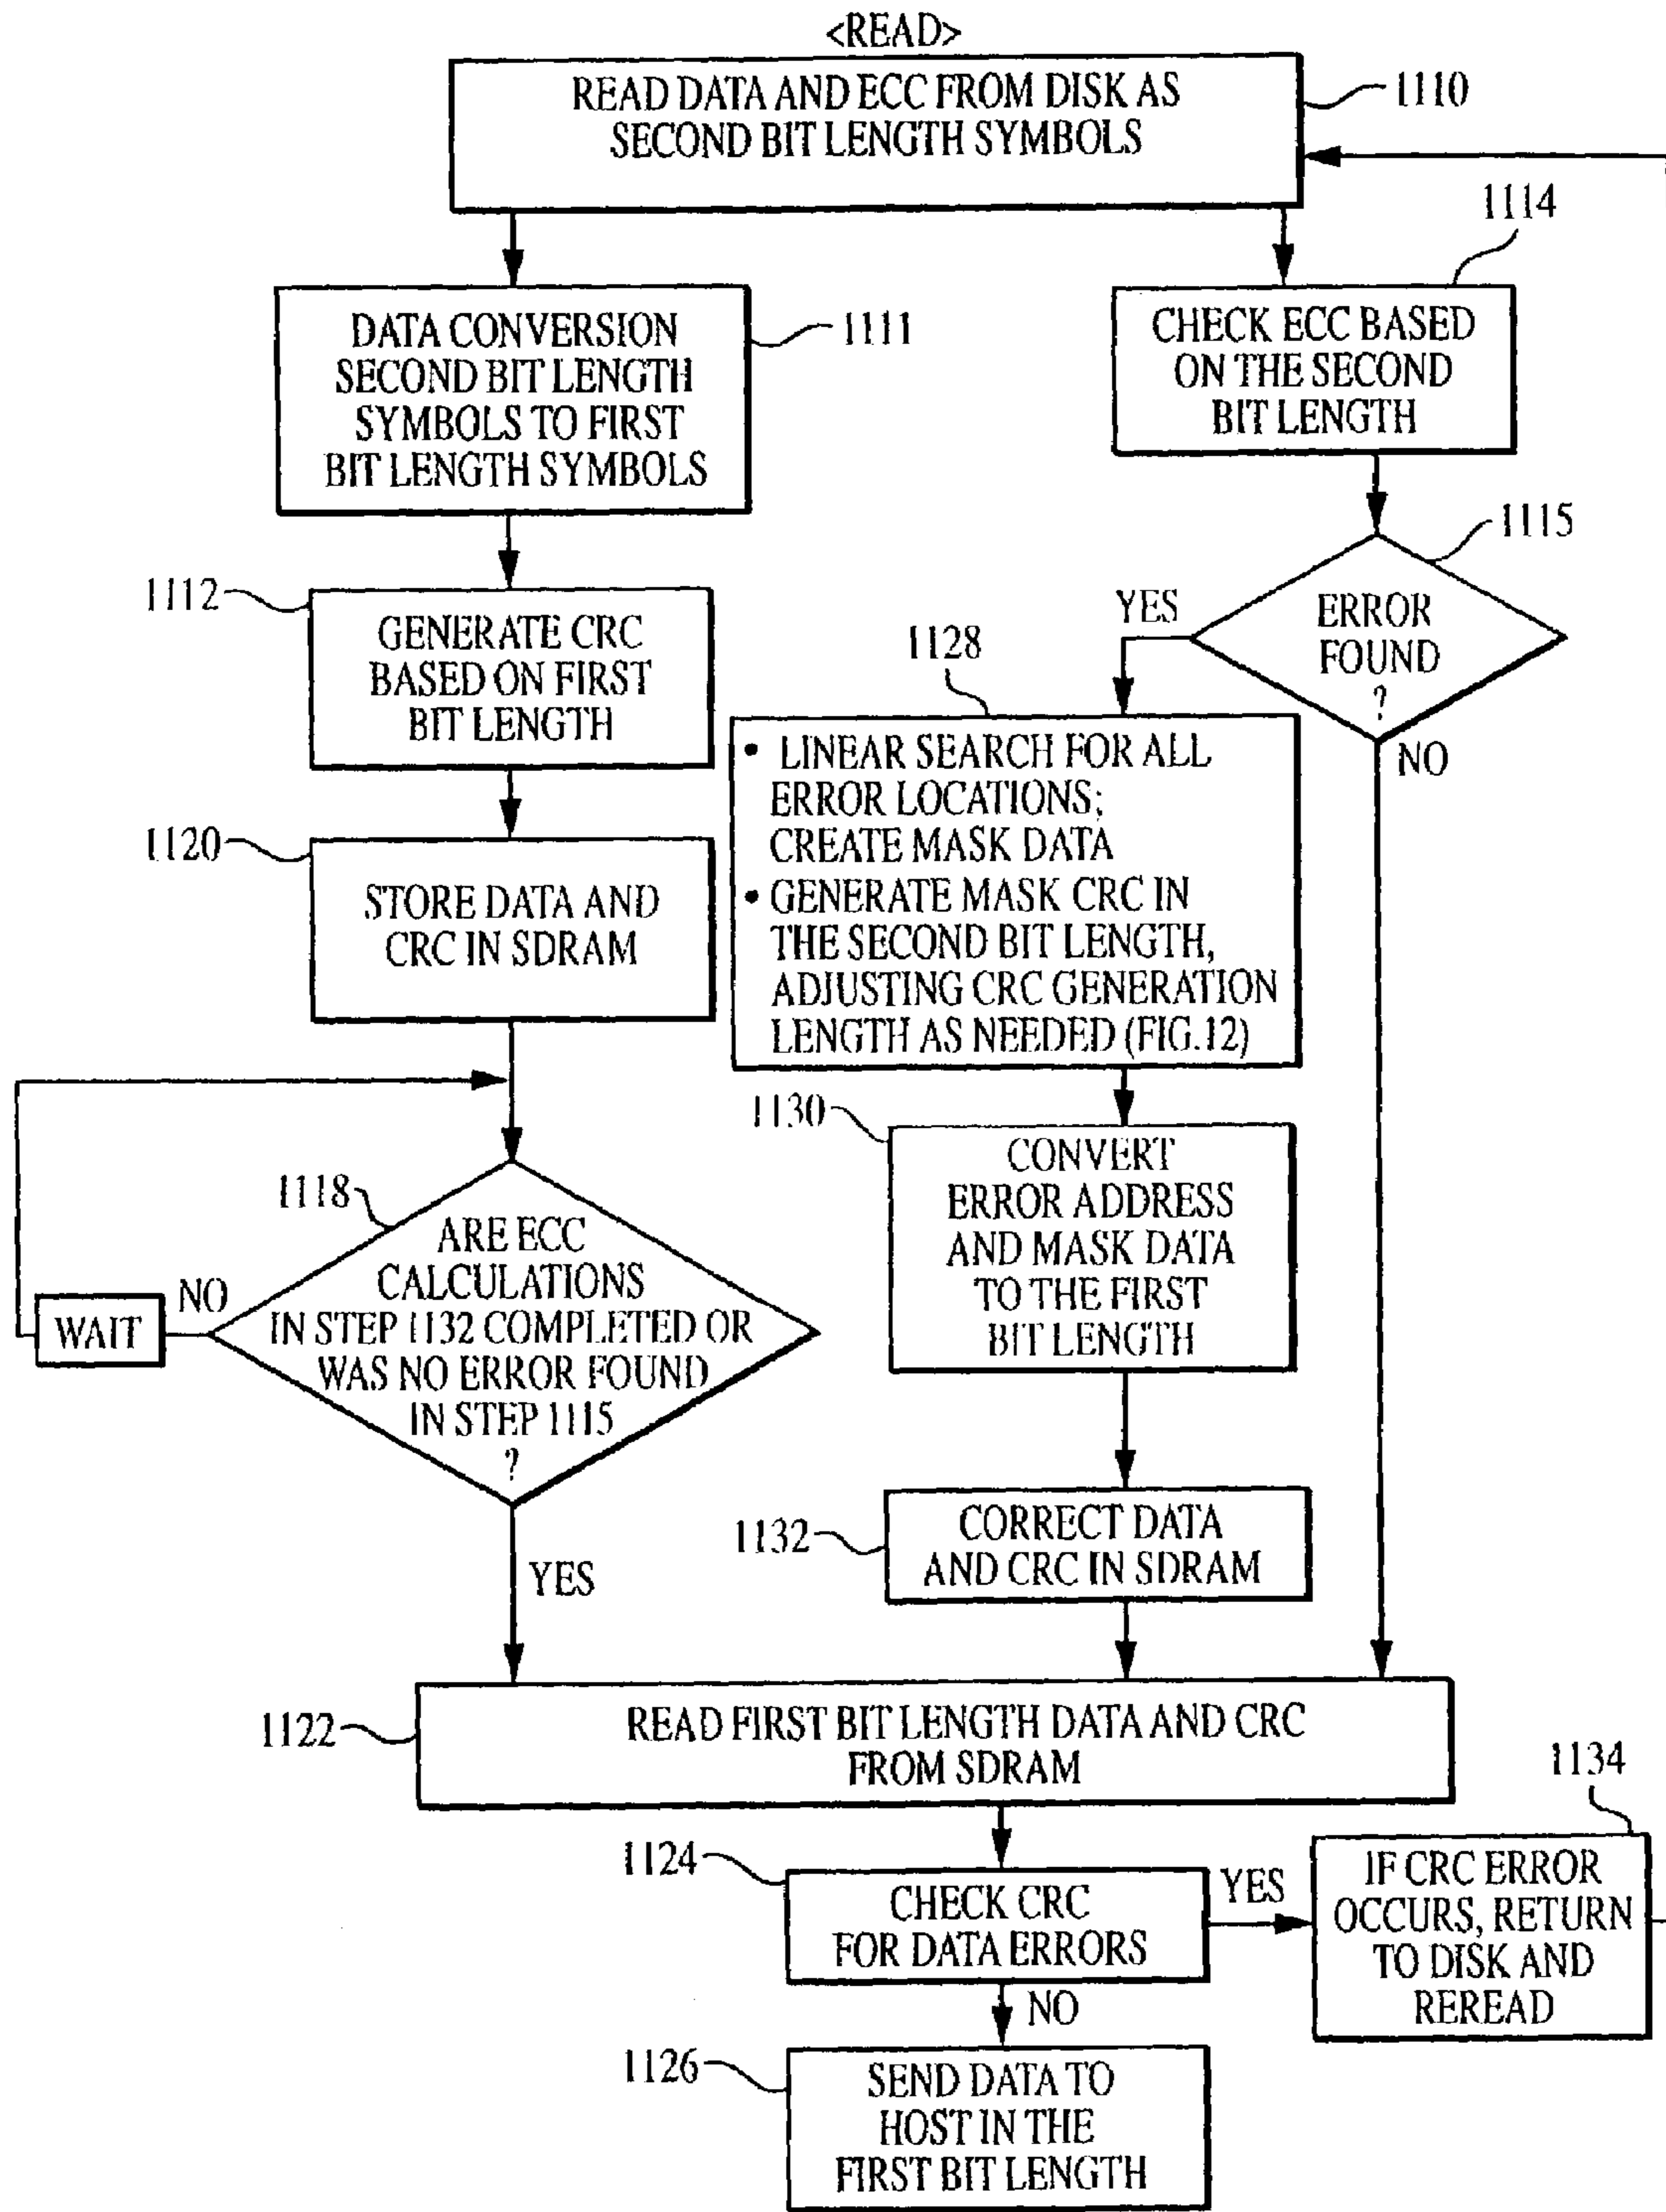 <READ>
READ DATA AND ECC FROM DISK AS
SECOND BIT LENGTH SYMBOLS
1110
1114
DATA CONVERSION
SECOND BIT LENGTH
SYMBOLS TO FIRST
BIT LENGTH SYMBOLS
1111
CHECK ECC BASED
ON THE SECOND
BIT LENGTH
1115
ERROR
FOUND
?
YES
NO
1112
GENERATE CRC
BASED ON FIRST
BIT LENGTH
1128
• LINEAR SEARCH FOR ALL
ERROR LOCATIONS;
CREATE MASK DATA
• GENERATE MASK CRC IN
THE SECOND BIT LENGTH,
ADJUSTING CRC GENERATION
LENGTH AS NEEDED (FIG.12)
1120
STORE DATA AND
CRC IN SDRAM
1130
CONVERT
ERROR ADDRESS
AND MASK DATA
TO THE FIRST
BIT LENGTH
1118
ARE ECC
CALCULATIONS
IN STEP 1132 COMPLETED OR
WAS NO ERROR FOUND
IN STEP 1115
?
NO
WAIT
YES
1132
CORRECT DATA
AND CRC IN SDRAM
1122
READ FIRST BIT LENGTH DATA AND CRC
FROM SDRAM
1134
1124
CHECK CRC
FOR DATA ERRORS
YES
IF CRC ERROR
OCCURS, RETURN
TO DISK AND
REREAD
NO
1126
SEND DATA TO
HOST IN THE
FIRST BIT LENGTH